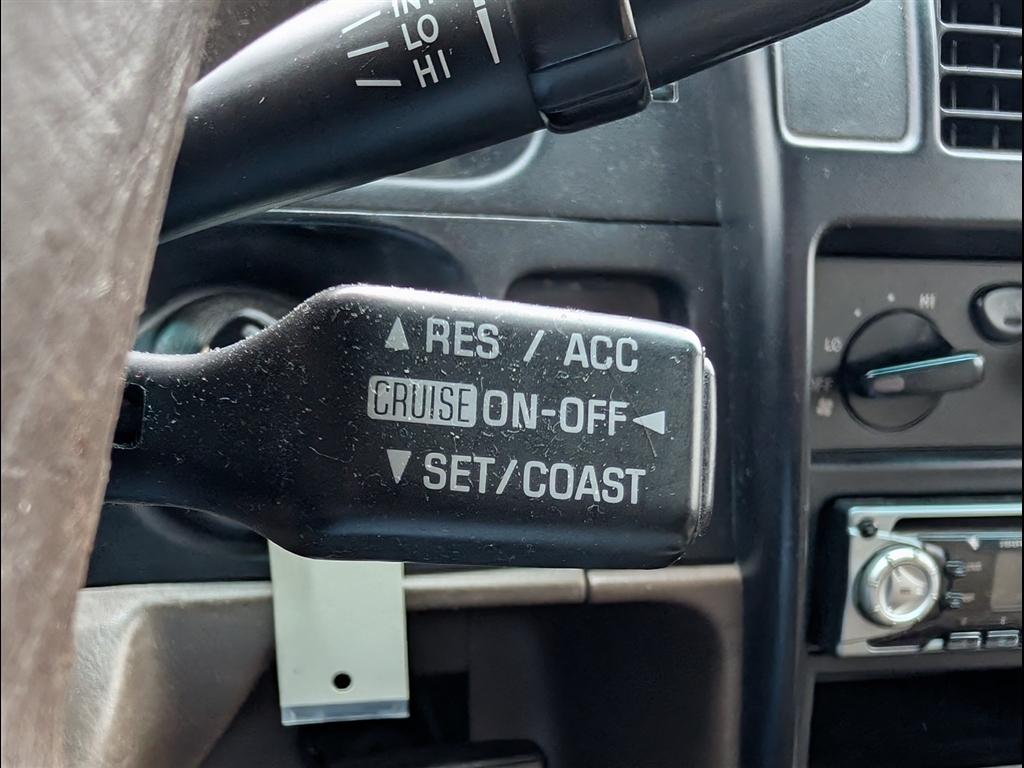 LO
HI
▲ RES / ACC
CRUISE ON-OFF ◀
▼ SET/COAST
HI
LO